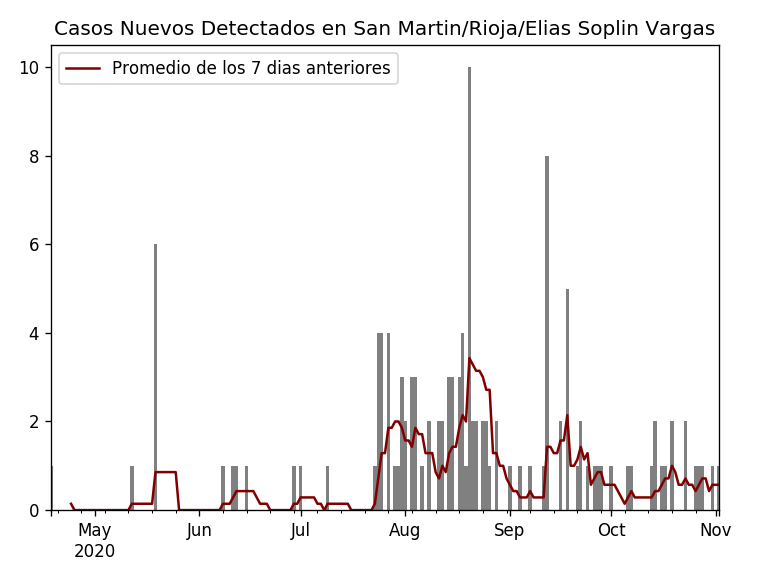 Casos Nuevos Detectados en San Martin/Rioja/Elias Soplin Vargas
Promedio de los 7 dias anteriores
10
8
6
4
2
0
May Jun Jul Aug Sep Oct Nov
2020